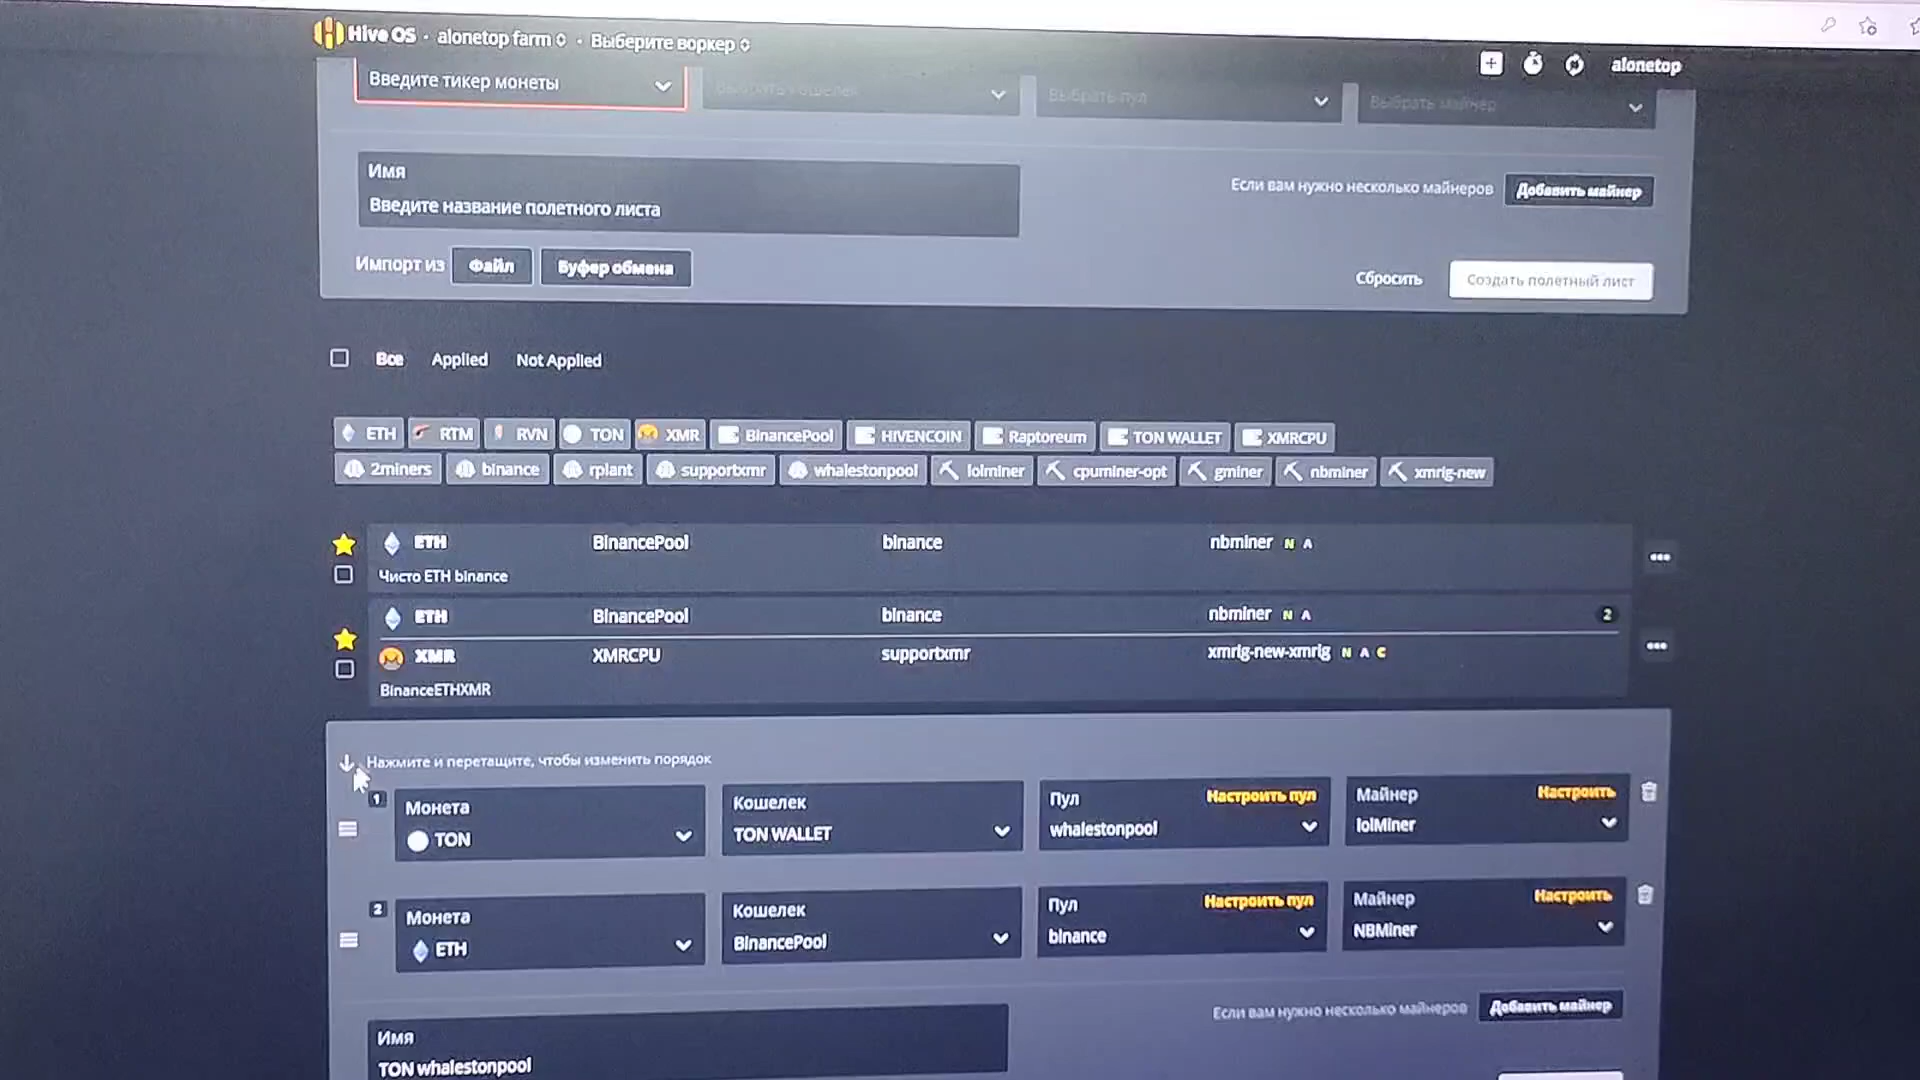 Hive OS · alonetop farm · Выберите воркер
alonetop
Введите тикер монеты
Выбрать кошелек
Выбрать пул
Выбрать майнер
Имя
Введите название полетного листа
Если вам нужно несколько майнеров
Добавить майнер
Импорт из
Файл
Буфер обмена
Сбросить
Создать полетный лист
Все
Applied
Not Applied
ETH RTM RVN TON XMR BinancePool HIVENCOIN Raptoreum TON WALLET XMRCPU
2miners binance rplant supportxmr whalestonpool lolminer cpuminer-opt gminer nbminer xmrig-new
ETH BinancePool binance nbminer N A
Чисто ETH binance
ETH BinancePool binance nbminer N A 2
XMR XMRCPU supportxmr xmrig-new-xmrig N A C
BinanceETHXMR
Нажмите и перетащите, чтобы изменить порядок
1
Монета
TON
Кошелек
TON WALLET
Пул
Настроить пул
whalestonpool
Майнер
Настроить
lolMiner
2
Монета
ETH
Кошелек
BinancePool
Пул
Настроить пул
binance
Майнер
Настроить
NBMiner
Если вам нужно несколько майнеров
Добавить майнер
Имя
TON whalestonpool